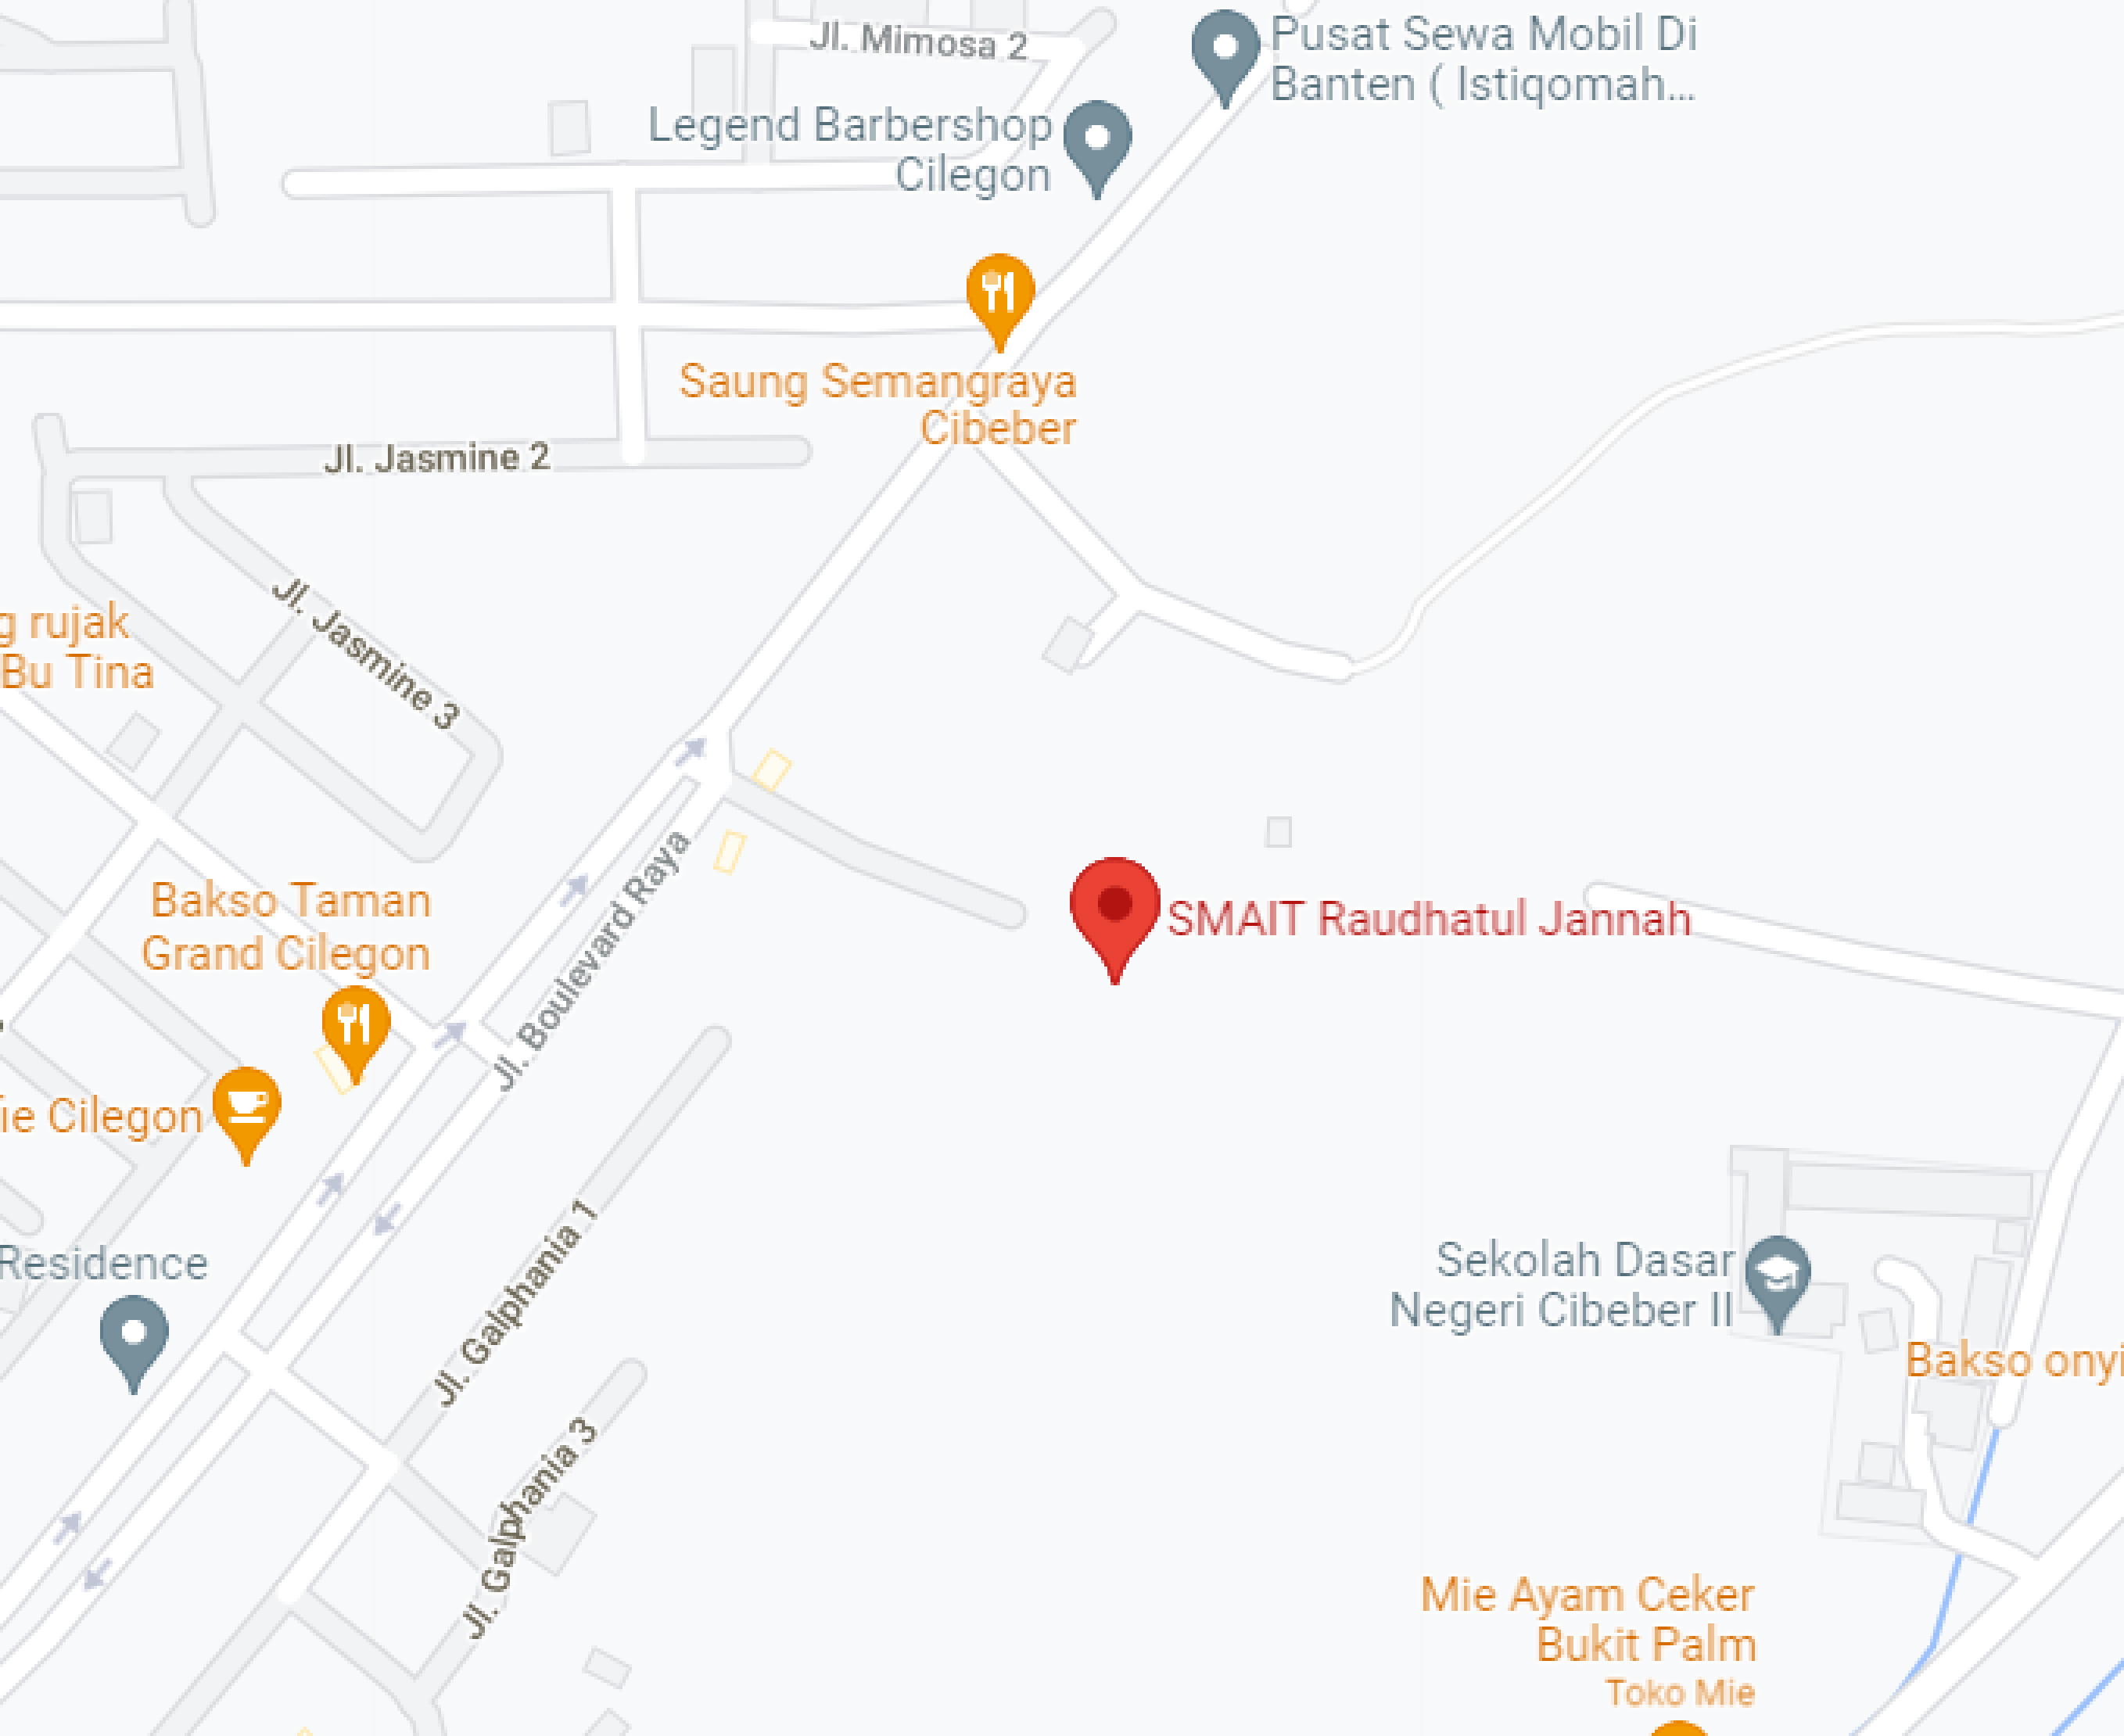 Jl. Mimosa 2
Pusat Sewa Mobil Di
Banten ( Istiqomah...
Legend Barbershop
Cilegon
Saung Semangraya
Cibeber
Jl. Jasmine 2
Jl. Jasmine 3
g rujak
Bu Tina
Jl. Boulevard Raya
Bakso Taman
Grand Cilegon
SMAIT Raudhatul Jannah
ie Cilegon
Jl. Galphania 1
Residence
Sekolah Dasar
Negeri Cibeber II
Bakso onyi
Jl. Galphania 3
Mie Ayam Ceker
Bukit Palm
Toko Mie